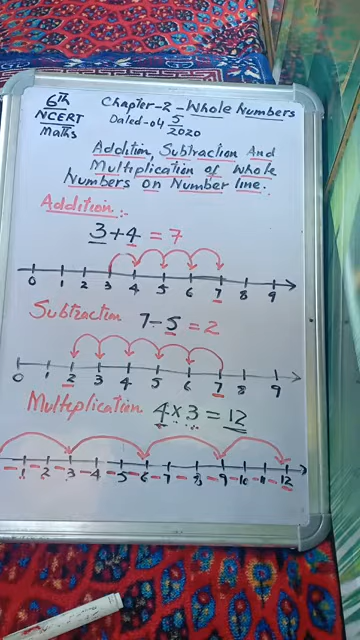 6th
NCERT
Maths
Chapter-2 - Whole Numbers
Dated-04 5/2020
Addition, Subtraction And
Multiplication of Whole
Numbers on Number line.
Addition:-
3+4 = 7
0 1 2 3 4 5 6 7 8 9
Subtraction 7-5 = 2
0 1 2 3 4 5 6 7 8 9
Multiplication 4×3 = 12
1 2 3 4 5 6 7 8 9 10 11 12